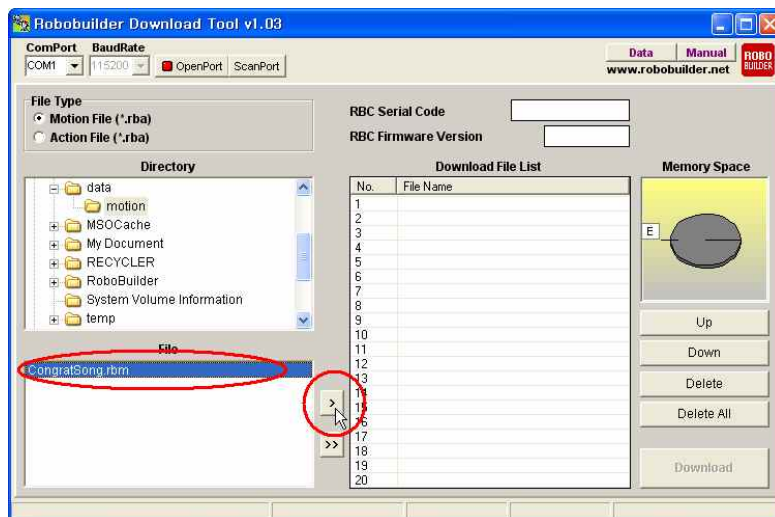 Robobuilder Download Tool v1.03
ComPort BaudRate
COM1 115200 OpenPort ScanPort
Data Manual
www.robobuilder.net
ROBO
BUILDER
File Type
Motion File (*.rba)
Action File (*.rba)
RBC Serial Code
RBC Firmware Version
Directory
data
motion
MSOCache
My Document
RECYCLER
RoboBuilder
System Volume Information
temp
File
CongratSong.rbm
>
>>
Download File List
No. File Name
1
2
3
4
5
6
7
8
9
10
11
12
13
14
15
16
17
18
19
20
Memory Space
E
Up
Down
Delete
Delete All
Download